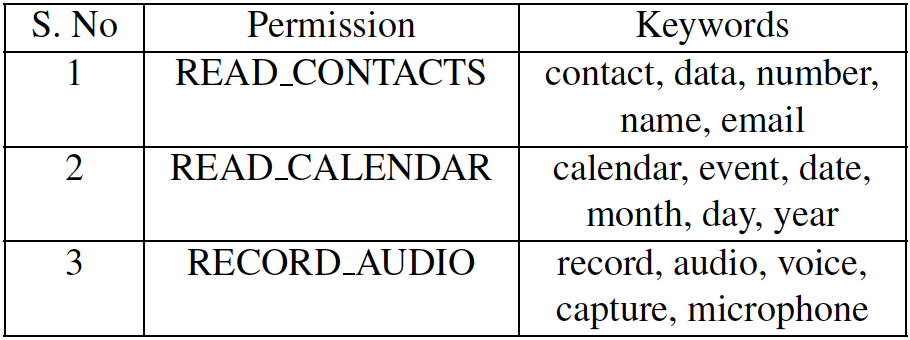 S. No Permission Keywords
1 READ_CONTACTS contact, data, number,
name, email
2 READ_CALENDAR calendar, event, date,
month, day, year
3 RECORD_AUDIO record, audio, voice,
capture, microphone